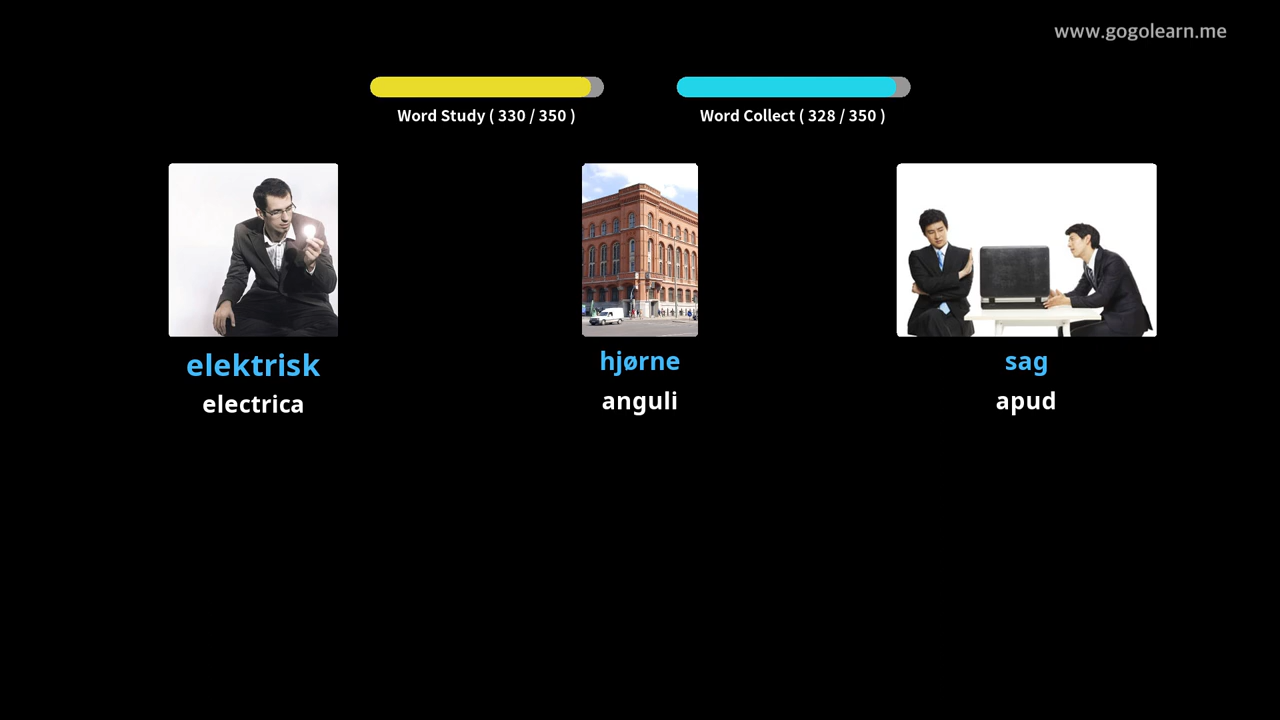 www.gogolearn.me
Word Study ( 330 / 350 )
Word Collect ( 328 / 350 )
elektrisk
electrica
hjørne
anguli
sag
apud